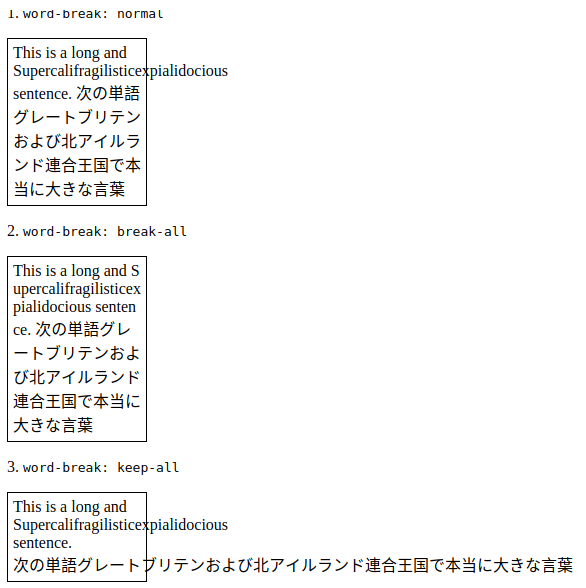 1. word-break: normal
This is a long and
Supercalifragilisticexpialidocious
sentence. 次の単語
グレートブリテン
および北アイルラ
ンド連合王国で本
当に大きな言葉
2. word-break: break-all
This is a long and S
upercalifragilisticex
pialidocious senten
ce. 次の単語グレ
ートブリテンおよ
び北アイルランド
連合王国で本当に
大きな言葉
3. word-break: keep-all
This is a long and
Supercalifragilisticexpialidocious
sentence.
次の単語グレートブリテンおよび北アイルランド連合王国で本当に大きな言葉